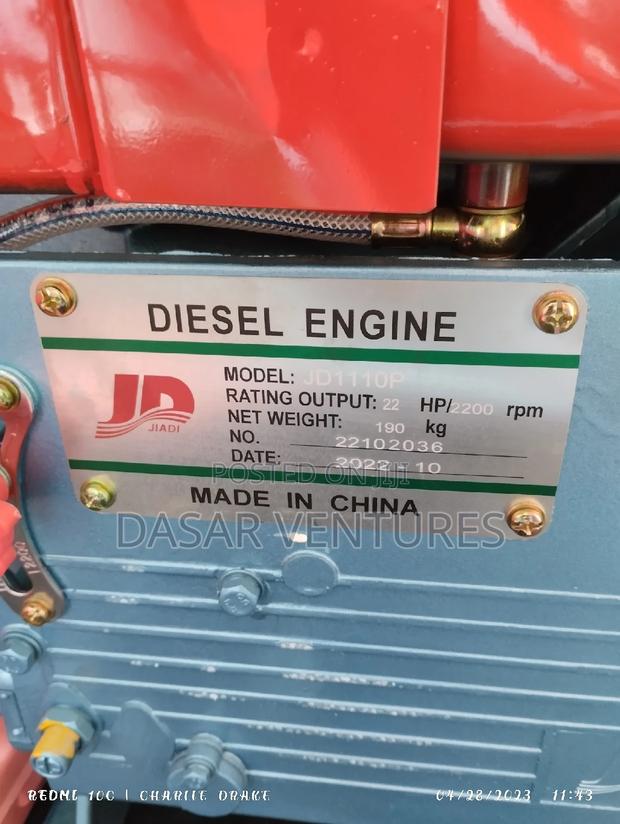 DIESEL ENGINE
JD
JIADI
MODEL: JD1110P
RATING OUTPUT: 22 HP/2200 rpm
NET WEIGHT: 190 kg
NO. 22102036
DATE: 2022 10
POSTED ON JIJI
MADE IN CHINA
DASAR VENTURES
REDMI 10C | CHARITE DRAKE
04/28/2023 11:43